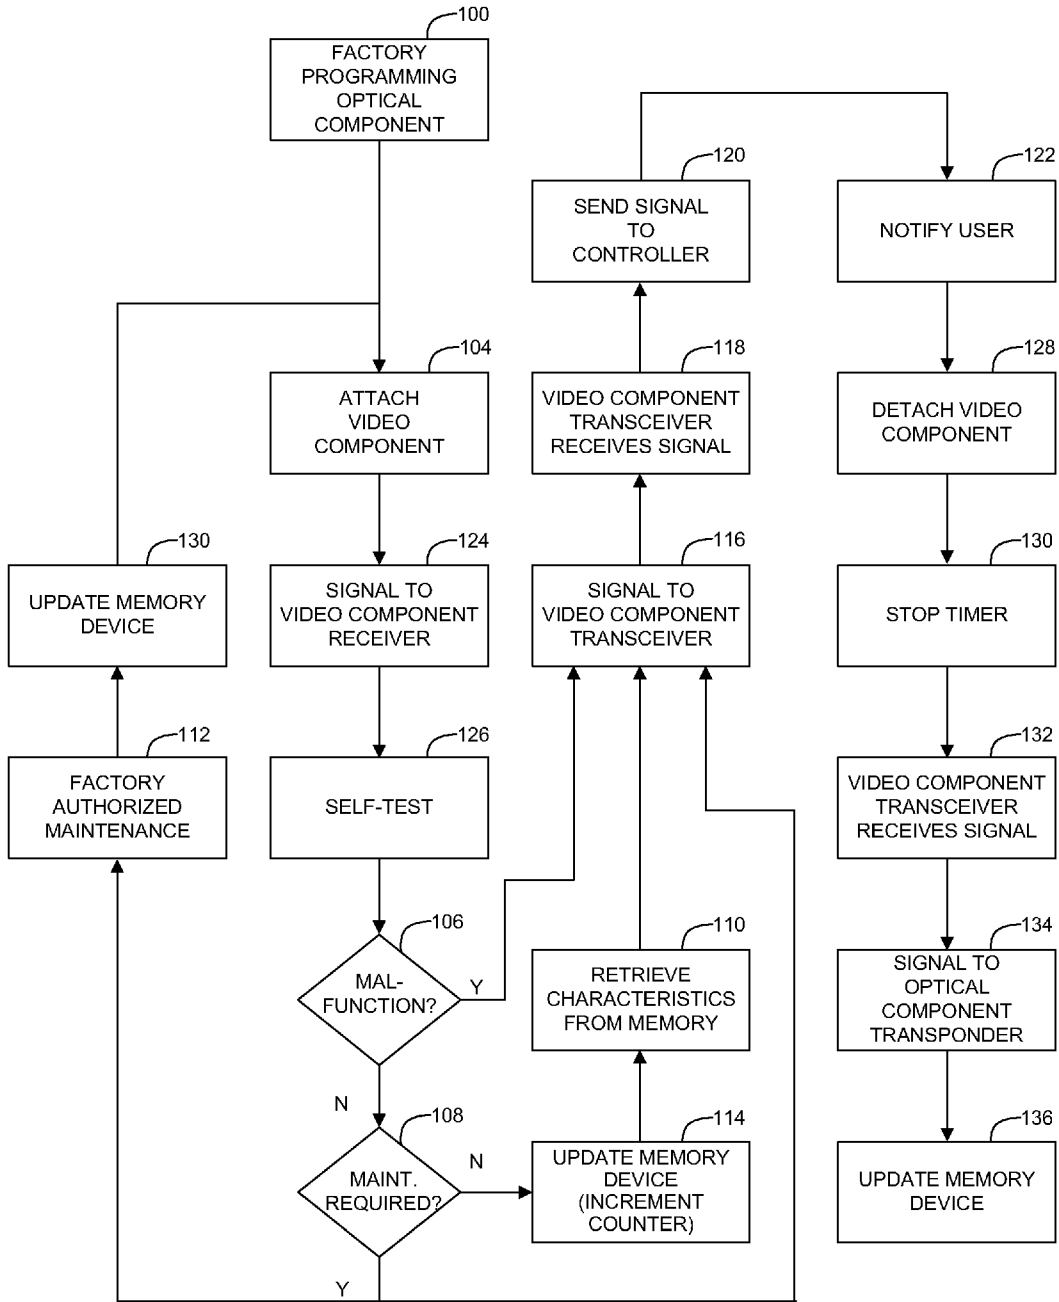 100
FACTORY
PROGRAMMING
OPTICAL
COMPONENT
104
ATTACH
VIDEO
COMPONENT
124
SIGNAL TO
VIDEO COMPONENT
RECEIVER
126
SELF-TEST
106
MAL-
FUNCTION?
Y
N
108
MAINT.
REQUIRED?
N
Y
112
FACTORY
AUTHORIZED
MAINTENANCE
130
UPDATE MEMORY
DEVICE
114
UPDATE MEMORY
DEVICE
(INCREMENT
COUNTER)
110
RETRIEVE
CHARACTERISTICS
FROM MEMORY
116
SIGNAL TO
VIDEO COMPONENT
TRANSCEIVER
118
VIDEO COMPONENT
TRANSCEIVER
RECEIVES SIGNAL
120
SEND SIGNAL
TO
CONTROLLER
122
NOTIFY USER
128
DETACH VIDEO
COMPONENT
130
STOP TIMER
132
VIDEO COMPONENT
TRANSCEIVER
RECEIVES SIGNAL
134
SIGNAL TO
OPTICAL
COMPONENT
TRANSPONDER
136
UPDATE MEMORY
DEVICE